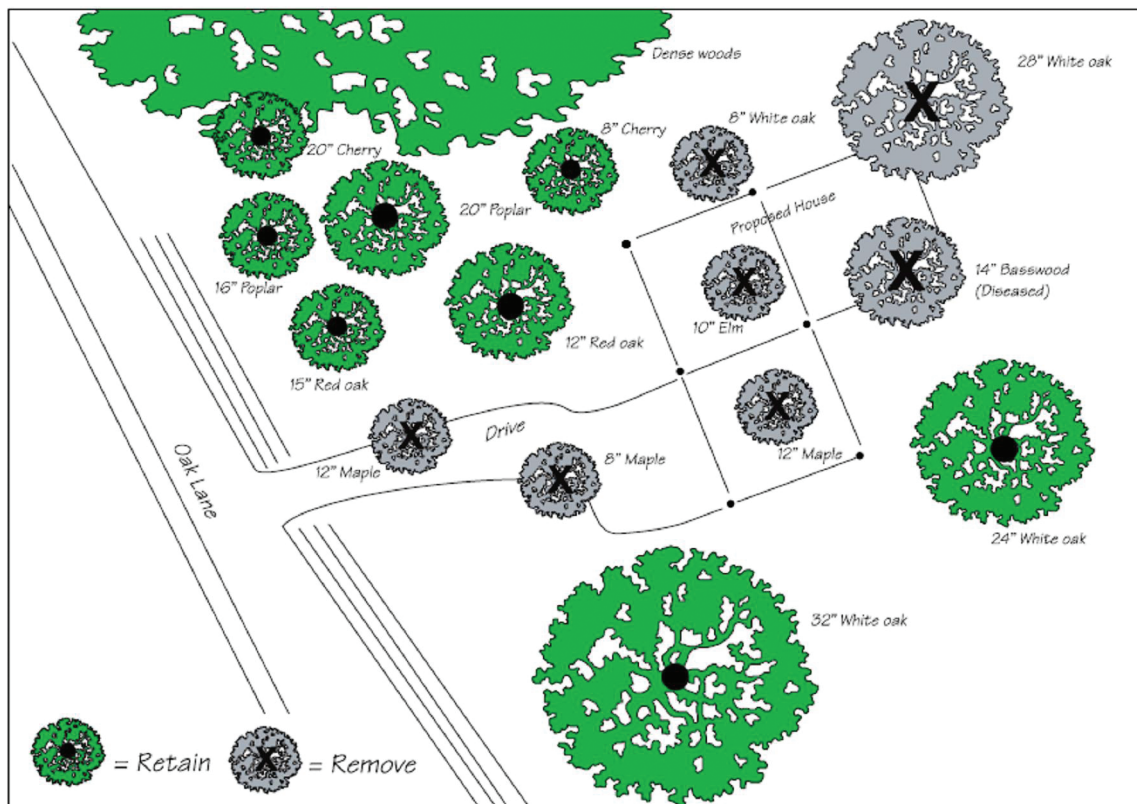 Dense woods
28” White oak
8” Cherry
8” White oak
20” Cherry
20” Poplar
Proposed House
16” Poplar
14” Basswood
(Diseased)
10” Elm
12” Red oak
15” Red oak
Drive
12” Maple
8” Maple
12” Maple
Oak Lane
24” White oak
32” White oak
= Retain
X = Remove